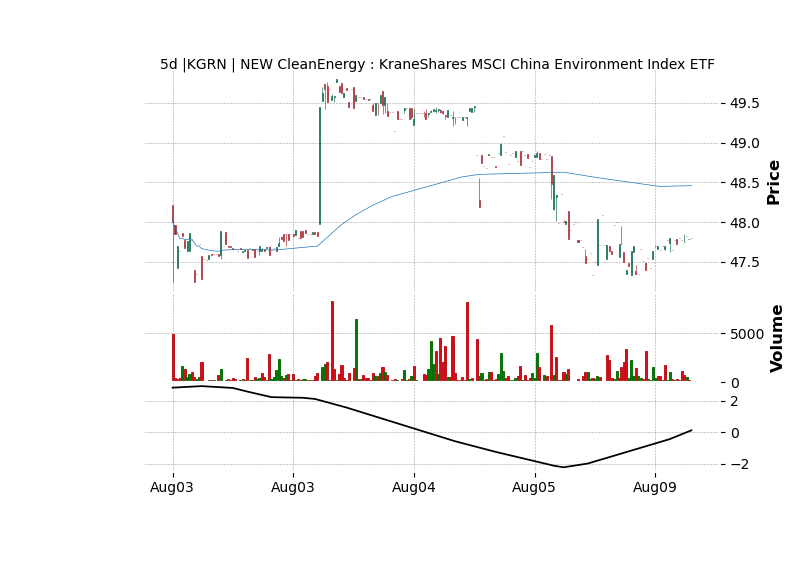 5d |KGRN | NEW CleanEnergy : KraneShares MSCI China Environment Index ETF
49.5
49.0
48.5
48.0
47.5
Price
5000
0
Volume
2
0
−2
Aug03 Aug03 Aug04 Aug05 Aug09